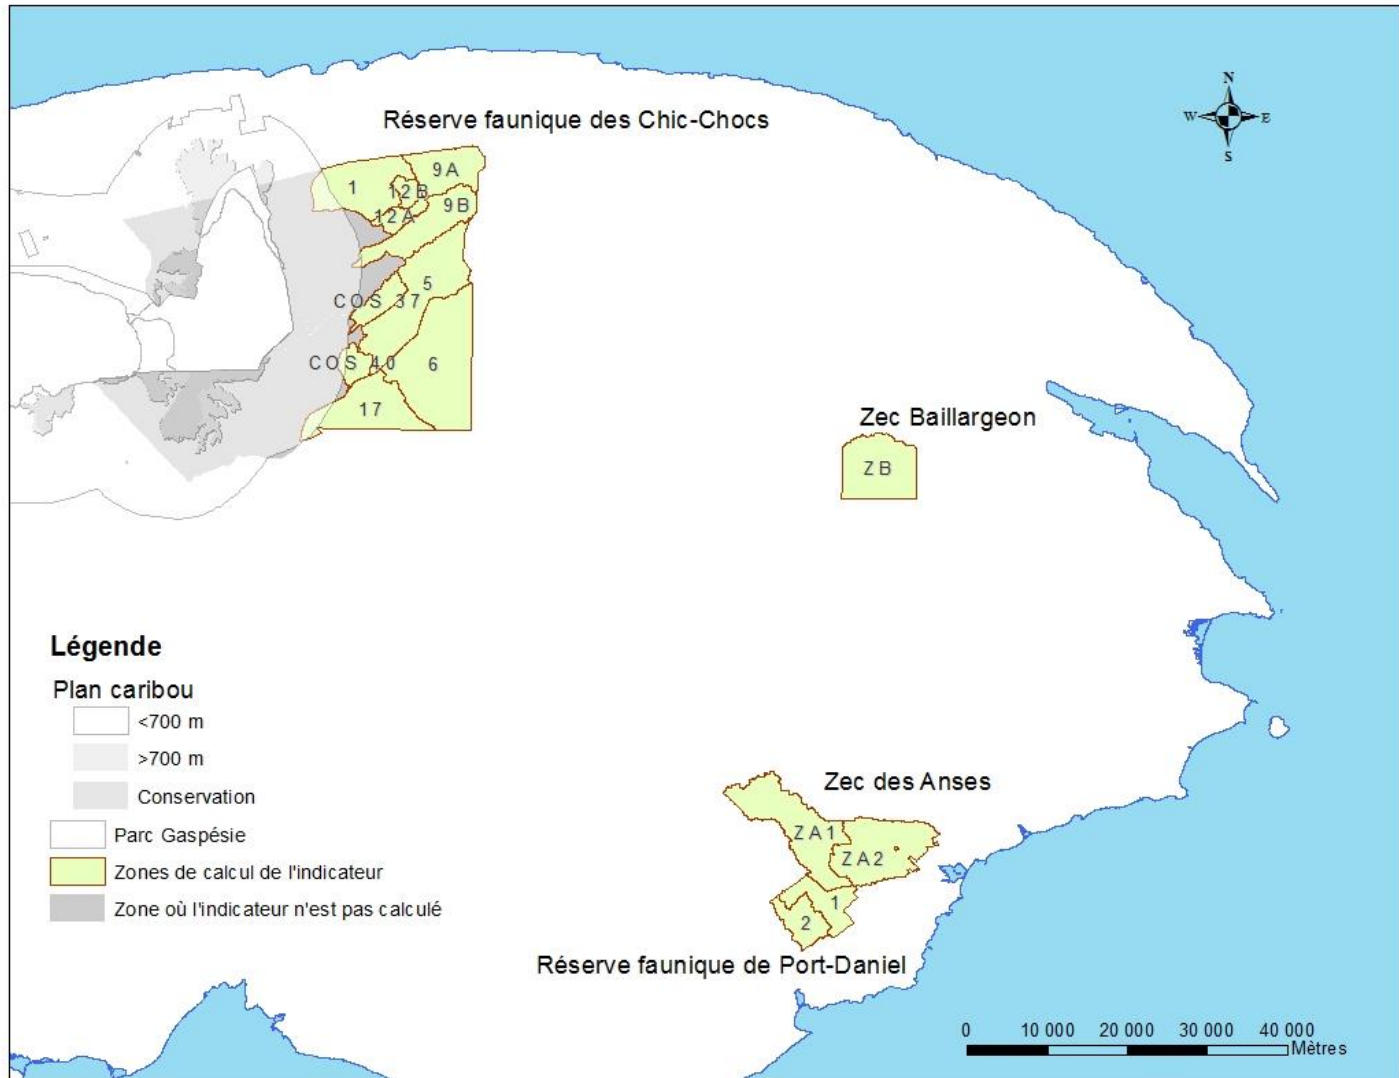 N
W E
S
Réserve faunique des Chic-Chocs
1
9A
12B
12A
9B
5
COS 37
COS 40
6
17
Zec Baillargeon
ZB
Légende
Plan caribou
<700 m
>700 m
Conservation
Parc Gaspésie
Zones de calcul de l'indicateur
Zone où l'indicateur n'est pas calculé
Zec des Anses
ZA1
ZA2
1
2
Réserve faunique de Port-Daniel
0 10 000 20 000 30 000 40 000
Mètres